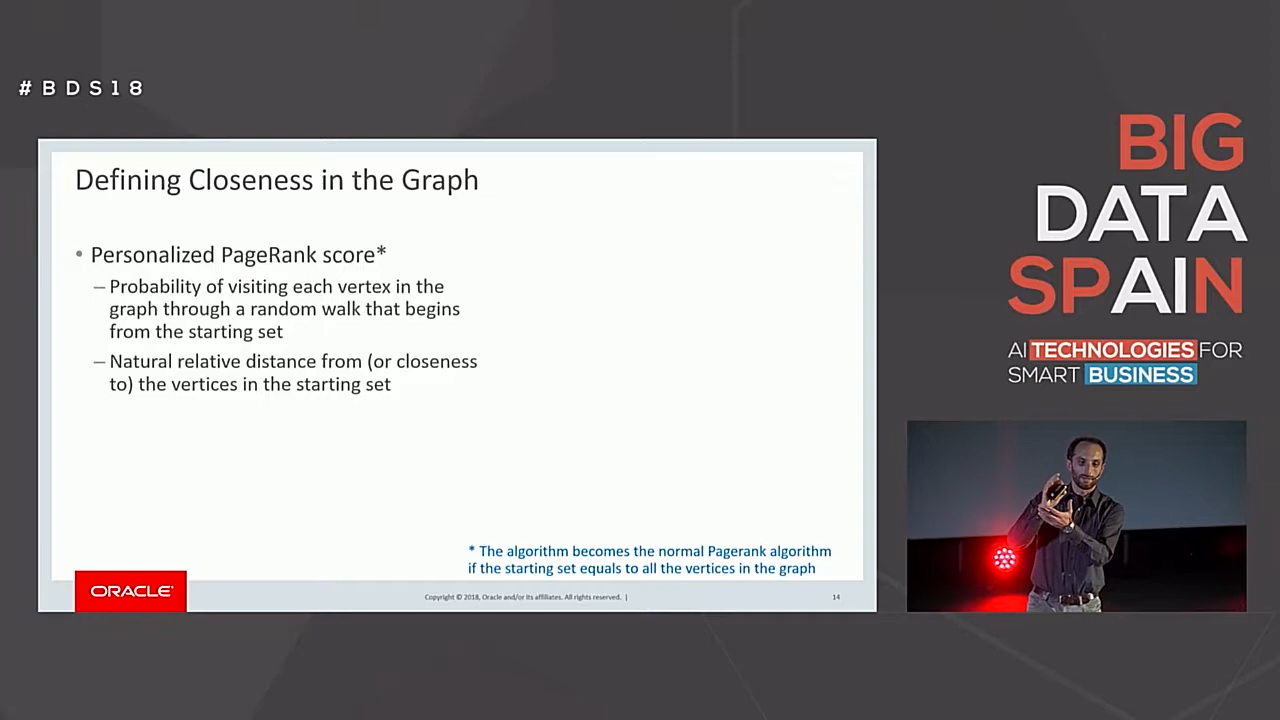 #BDS18
Defining Closeness in the Graph
• Personalized PageRank score*
– Probability of visiting each vertex in the
graph through a random walk that begins
from the starting set
– Natural relative distance from (or closeness
to) the vertices in the starting set
* The algorithm becomes the normal Pagerank algorithm
if the starting set equals to all the vertices in the graph
ORACLE
Copyright © 2018, Oracle and/or its affiliates. All rights reserved. |
14
BIG
DATA
SPAIN
AI TECHNOLOGIES FOR
SMART BUSINESS